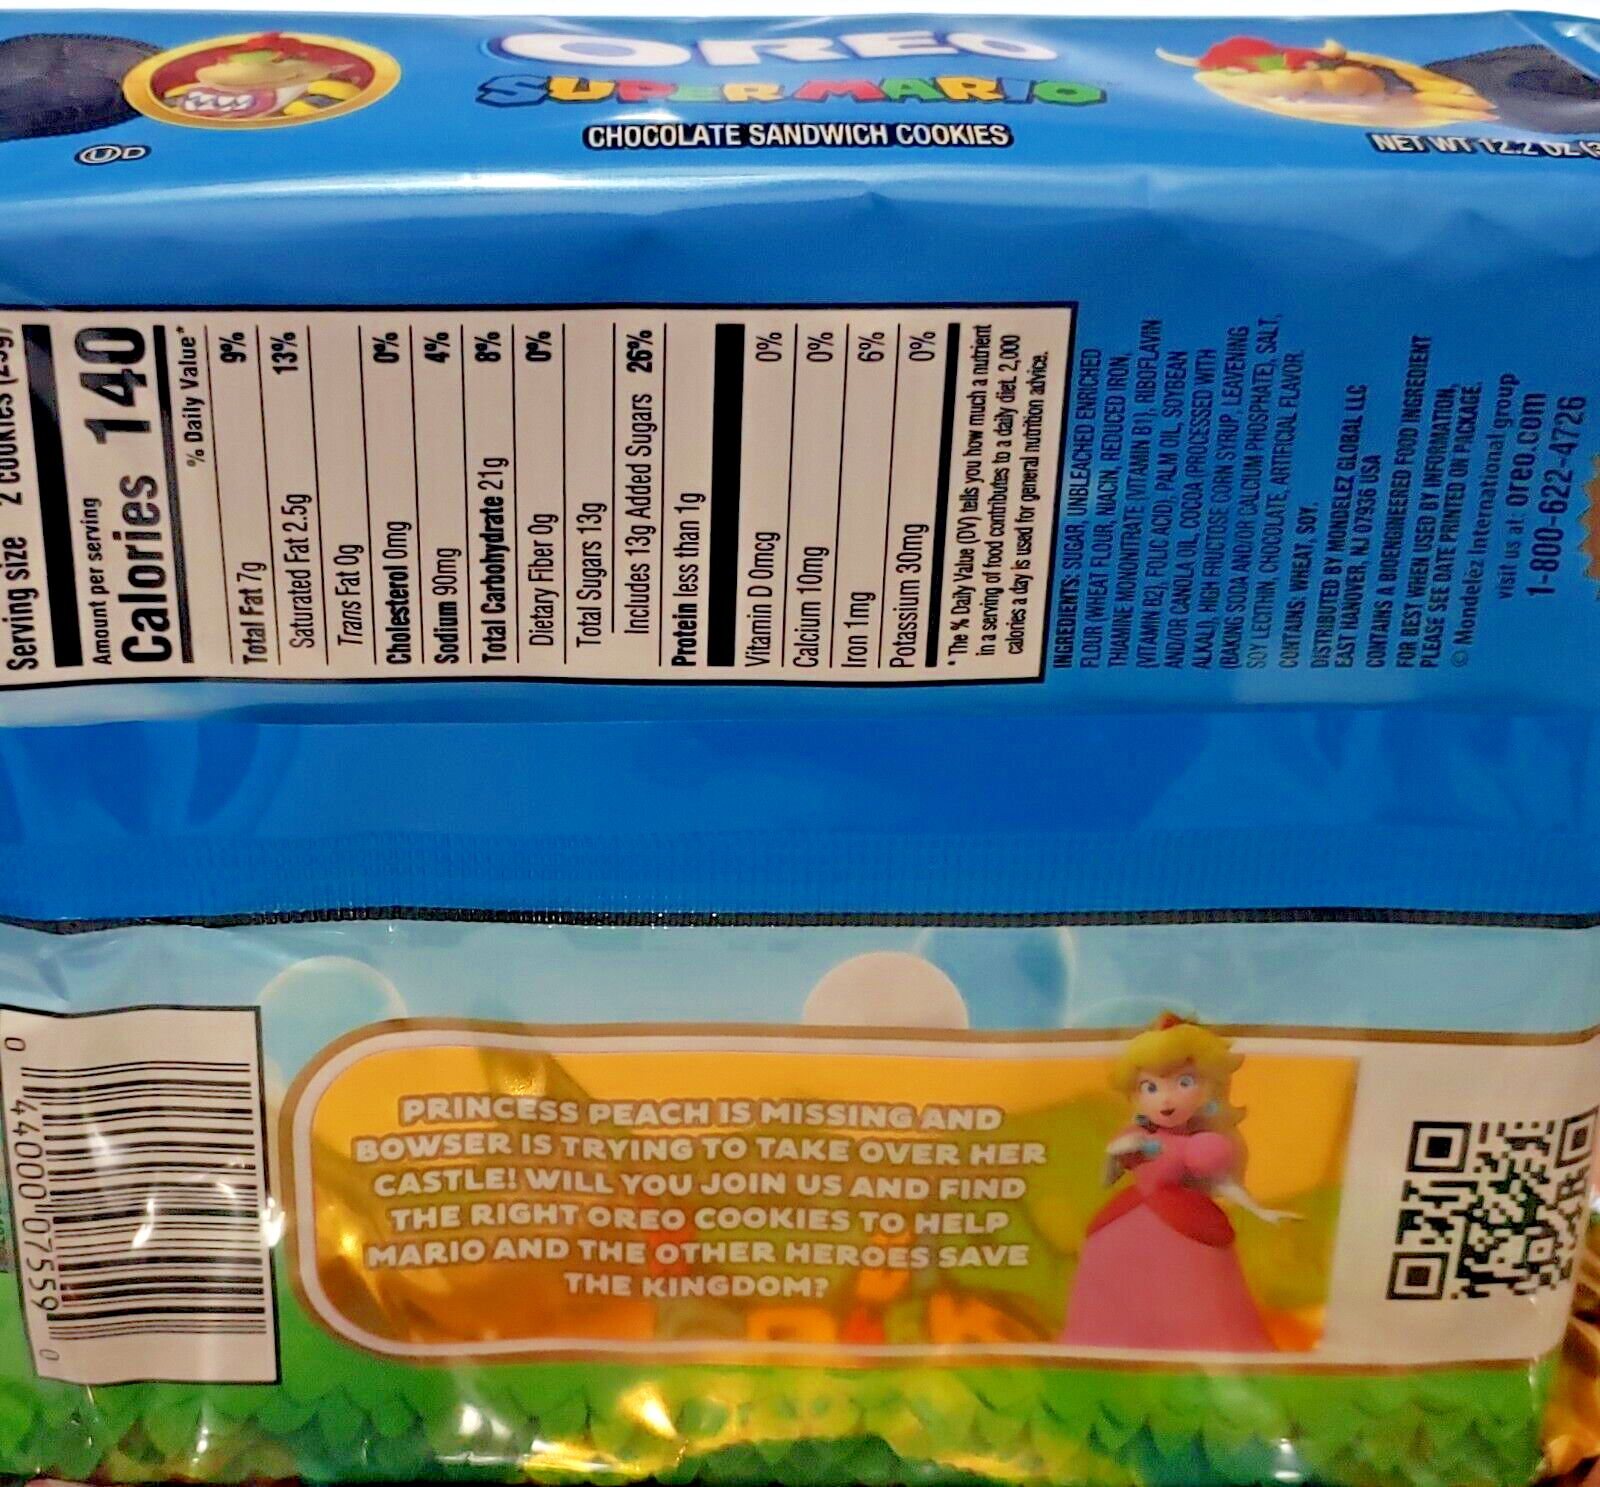 OREO
SUPER MARIO
CHOCOLATE SANDWICH COOKIES
UD
NET WT 12.2 OZ
Serving size 2 cookies
Amount per serving
Calories 140
% Daily Value*
Total Fat 7g 9%
Saturated Fat 2.5g 13%
Trans Fat 0g
Cholesterol 0mg 0%
Sodium 90mg 4%
Total Carbohydrate 21g 8%
Dietary Fiber 0g 0%
Total Sugars 13g
Includes 13g Added Sugars 26%
Protein less than 1g
Vitamin D 0mcg 0%
Calcium 10mg 0%
Iron 1mg 6%
Potassium 30mg 0%
* The % Daily Value (DV) tells you how much a nutrient
in a serving of food contributes to a daily diet. 2,000
calories a day is used for general nutrition advice.
INGREDIENTS: SUGAR, UNBLEACHED ENRICHED
FLOUR (WHEAT FLOUR, NIACIN, REDUCED IRON,
THIAMINE MONONITRATE (VITAMIN B1), RIBOFLAVIN
(VITAMIN B2), FOLIC ACID), PALM OIL, SOYBEAN
AND/OR CANOLA OIL, COCOA (PROCESSED WITH
ALKALI), HIGH FRUCTOSE CORN SYRUP, LEAVENING
(BAKING SODA AND/OR CALCIUM PHOSPHATE), SALT,
SOY LECITHIN, CHOCOLATE, ARTIFICIAL FLAVOR.
CONTAINS: WHEAT, SOY.
DISTRIBUTED BY MONDELĒZ GLOBAL LLC
EAST HANOVER, NJ 07936 USA
CONTAINS A BIOENGINEERED FOOD INGREDIENT
FOR BEST WHEN USED BY INFORMATION,
PLEASE SEE DATE PRINTED ON PACKAGE.
© Mondelēz International group
visit us at: oreo.com
1-800-622-4726
0 44000 07559 0
PRINCESS PEACH IS MISSING AND
BOWSER IS TRYING TO TAKE OVER HER
CASTLE! WILL YOU JOIN US AND FIND
THE RIGHT OREO COOKIES TO HELP
MARIO AND THE OTHER HEROES SAVE
THE KINGDOM?